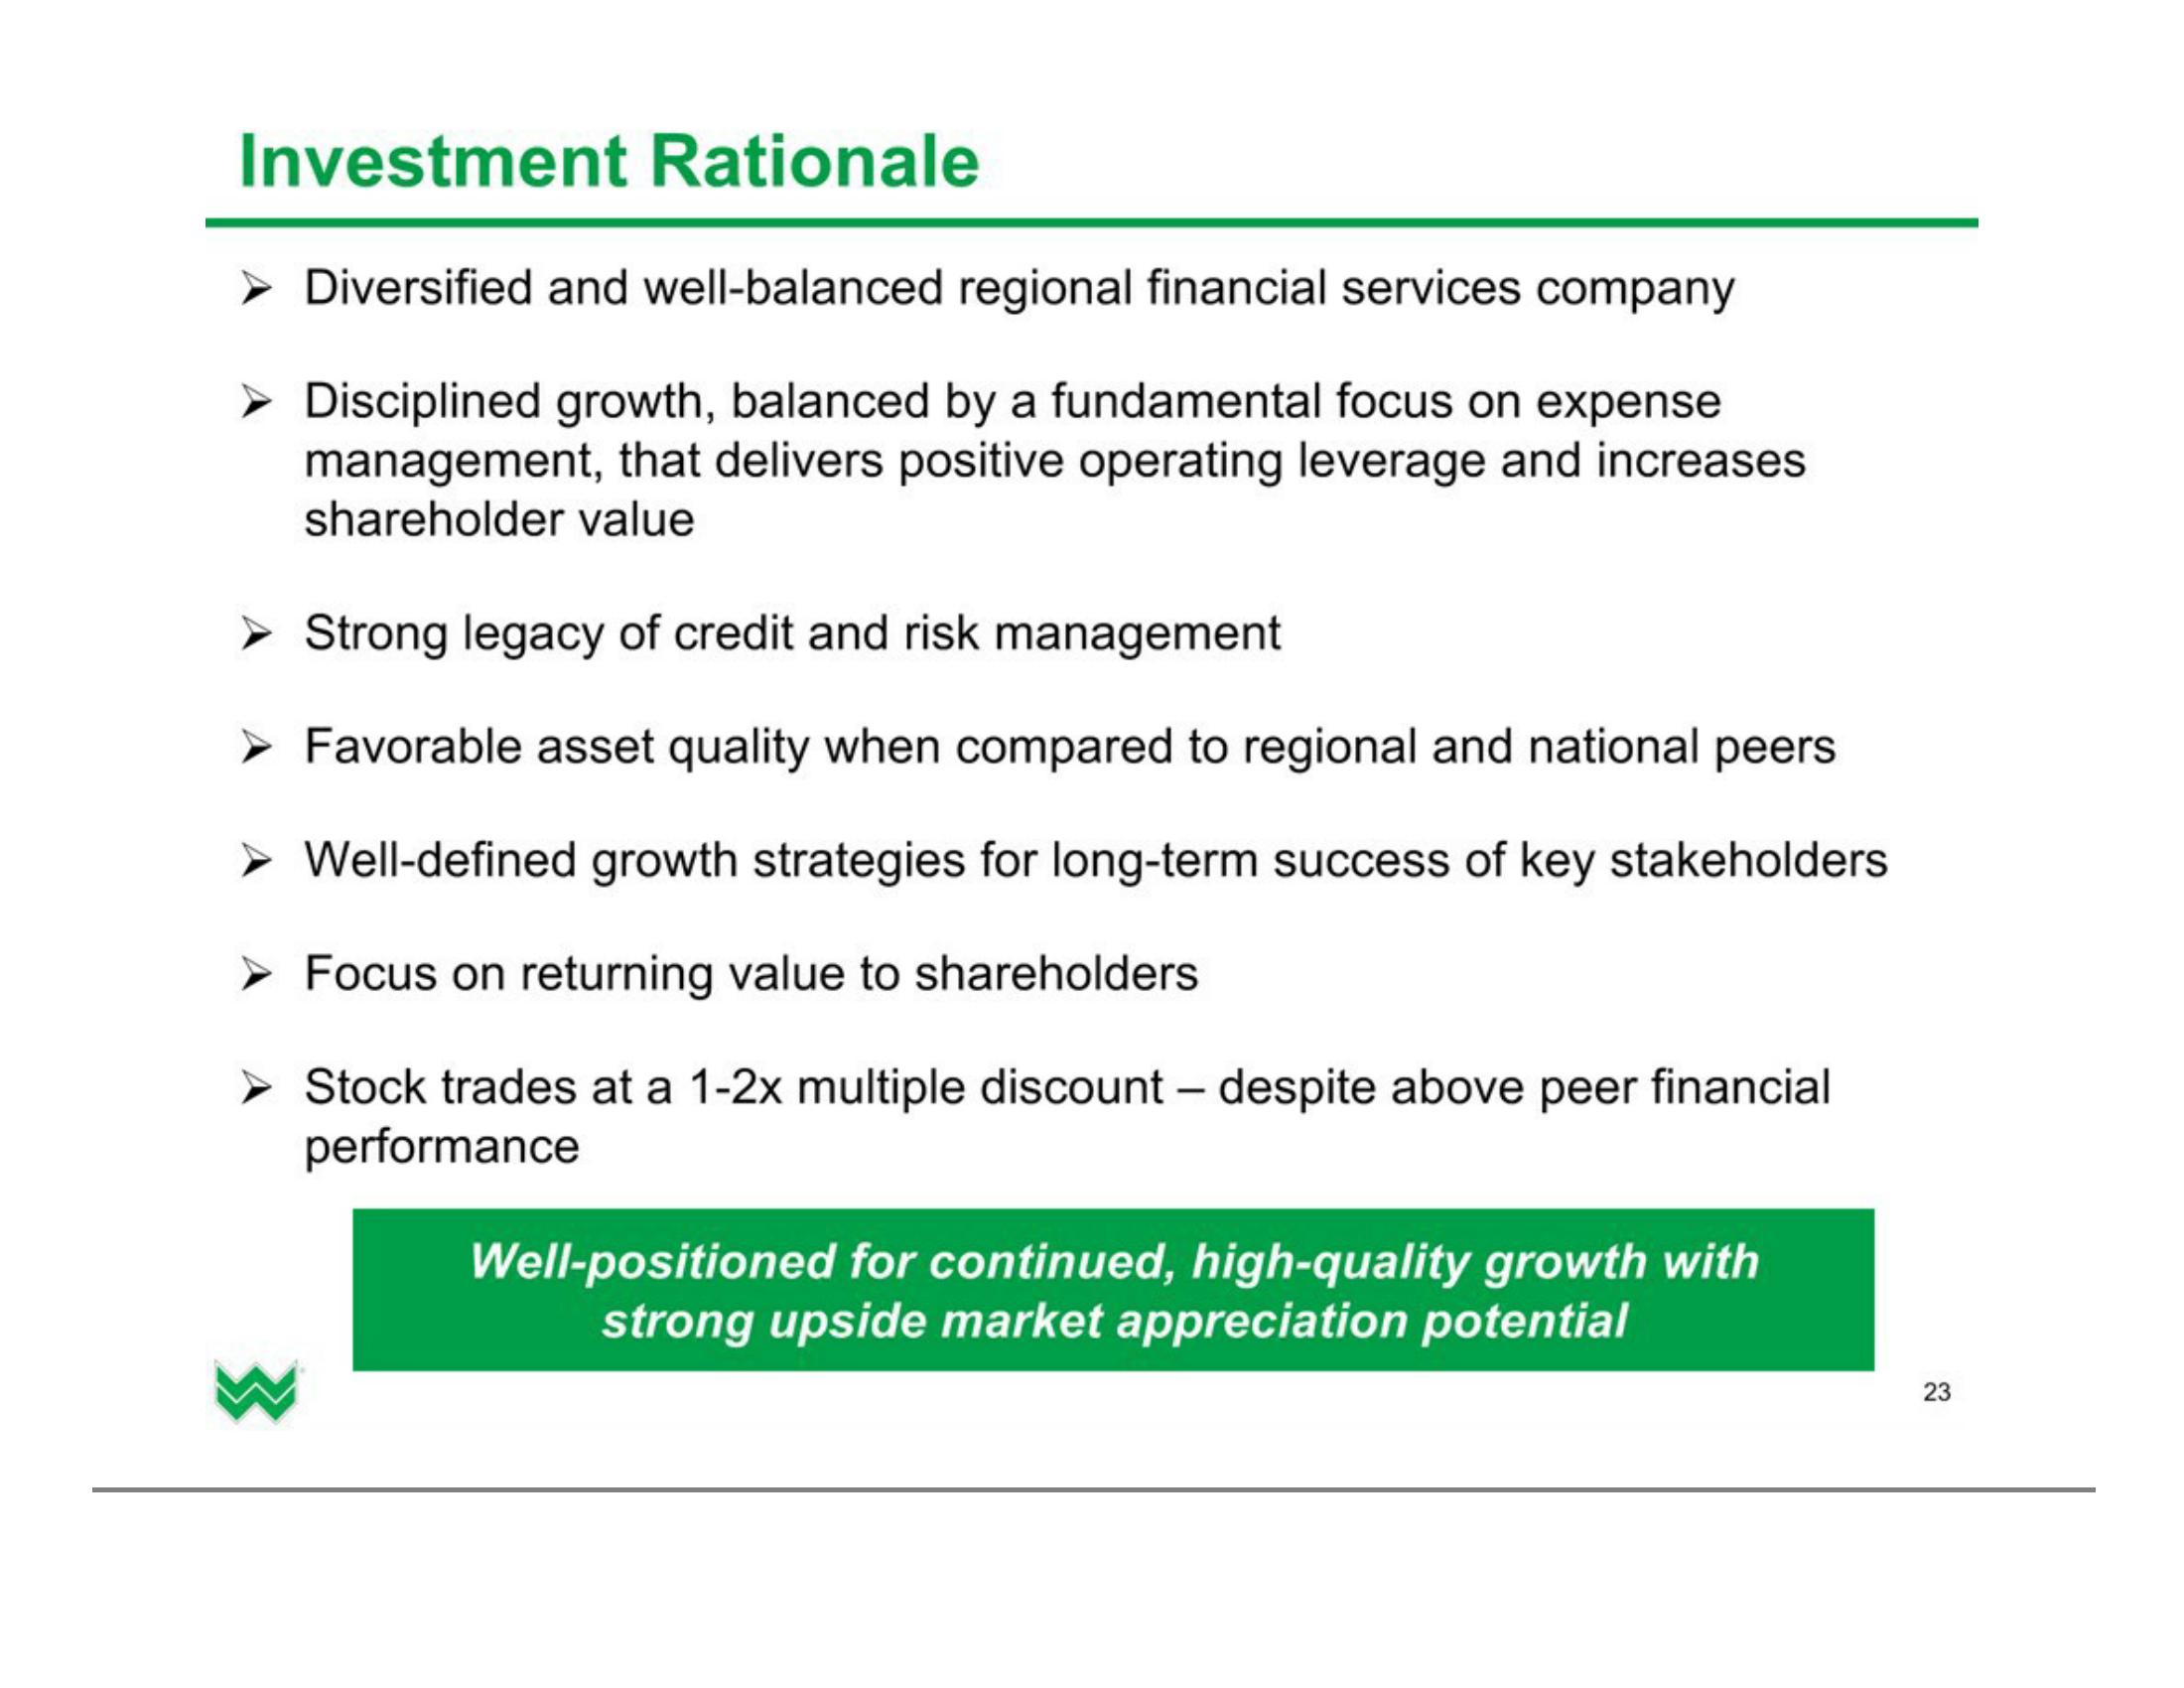 Investment Rationale
➢ Diversified and well-balanced regional financial services company
➢ Disciplined growth, balanced by a fundamental focus on expense
management, that delivers positive operating leverage and increases
shareholder value
➢ Strong legacy of credit and risk management
➢ Favorable asset quality when compared to regional and national peers
➢ Well-defined growth strategies for long-term success of key stakeholders
➢ Focus on returning value to shareholders
➢ Stock trades at a 1-2x multiple discount – despite above peer financial
performance
Well-positioned for continued, high-quality growth with
strong upside market appreciation potential
23